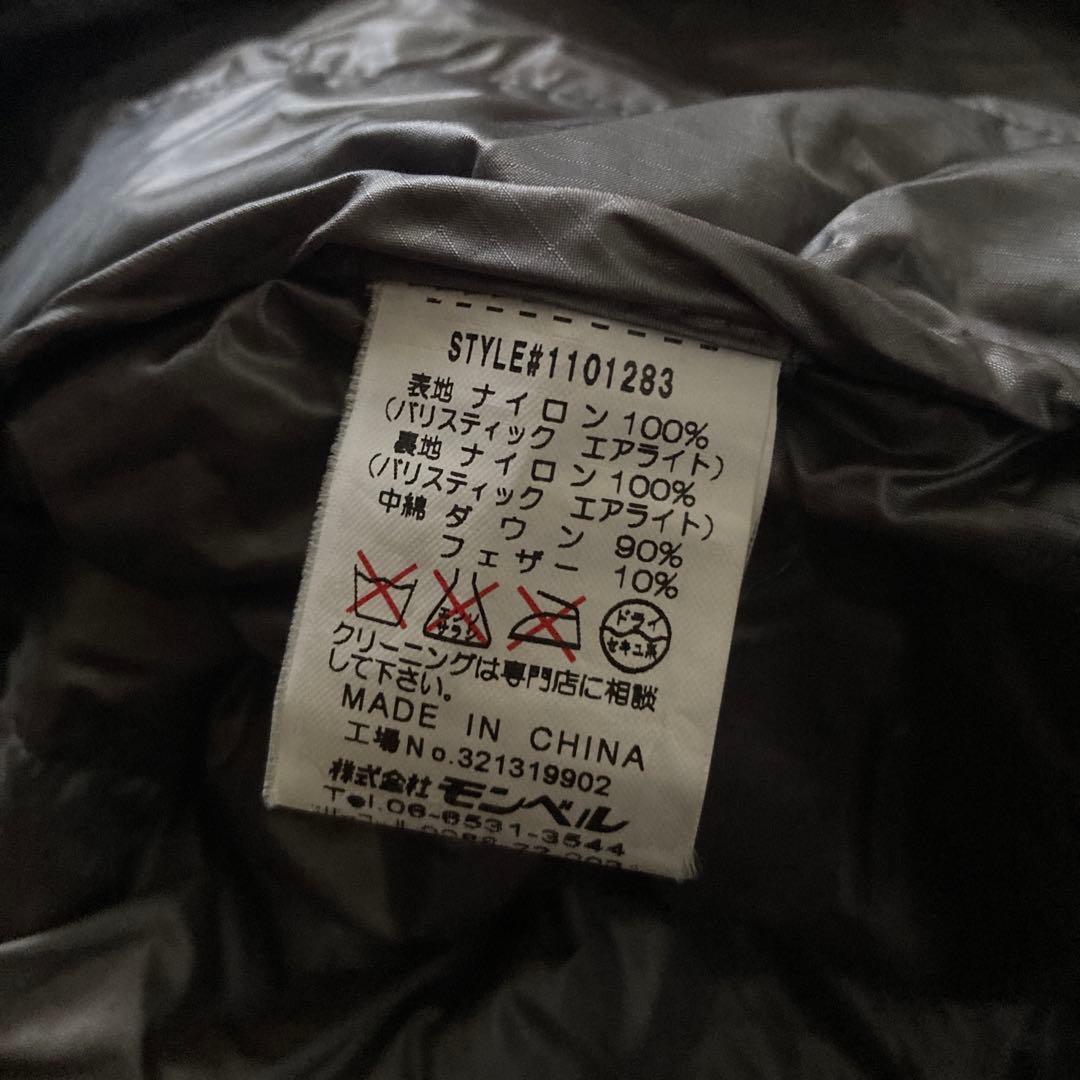 STYLE#1101283
表地 ナイロン 100%
(バリスティック エアライト)
裏地 ナイロン 100%
(バリスティック エアライト)
中綿 ダウン 90%
フェザー 10%
エンソ
サラシ
ドライ
セキユ系
クリーニングは専門店に相談
して下さい。
MADE IN CHINA
工場No.321319902
株式会社 モンベル
Tel.06-6531-3544